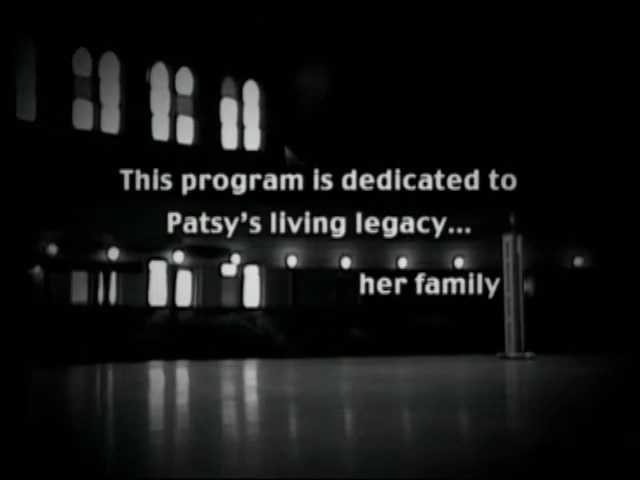 This program is dedicated to
Patsy's living legacy...
her family